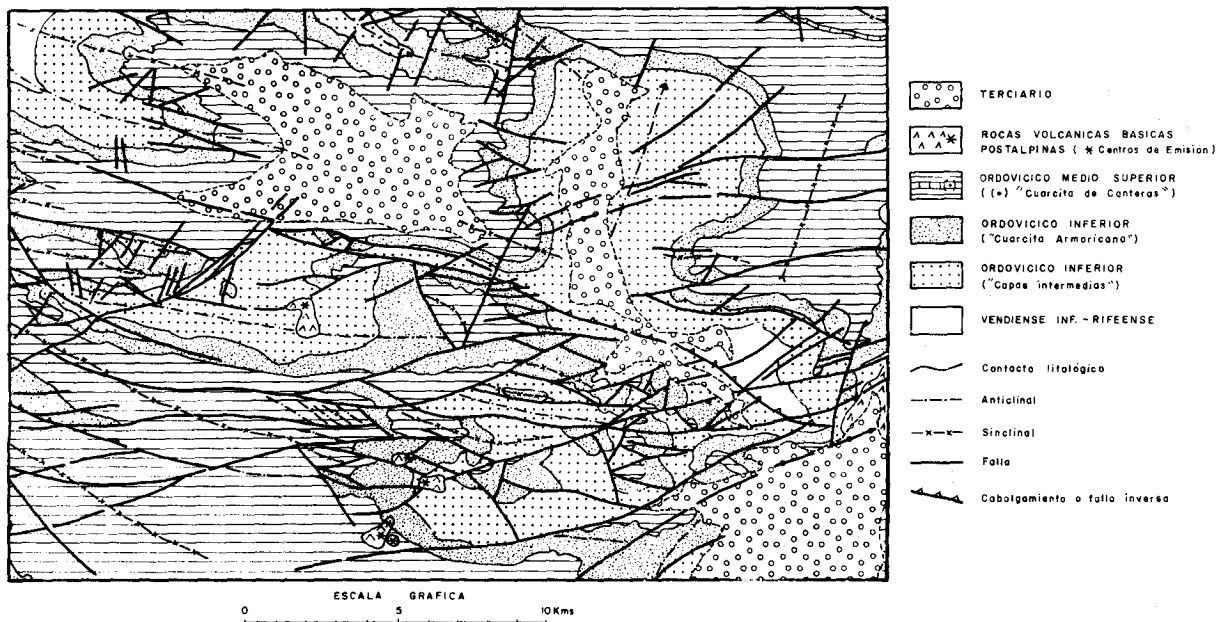 TERCIARIO
ROCAS VOLCANICAS BASICAS
POSTALPINAS ( * Centros de Emisión)
ORDOVICICO MEDIO SUPERIOR
((+) "Cuarcita de Canteras")
ORDOVICICO INFERIOR
("Cuarcita Armoricana")
ORDOVICICO INFERIOR
("Capas intermedias")
VENDIENSE INF.-RIFEENSE
Contacto litológico
Anticlinal
Sinclinal
Falla
Cabalgamiento o falla inversa
ESCALA GRAFICA
0 5 10 Kms